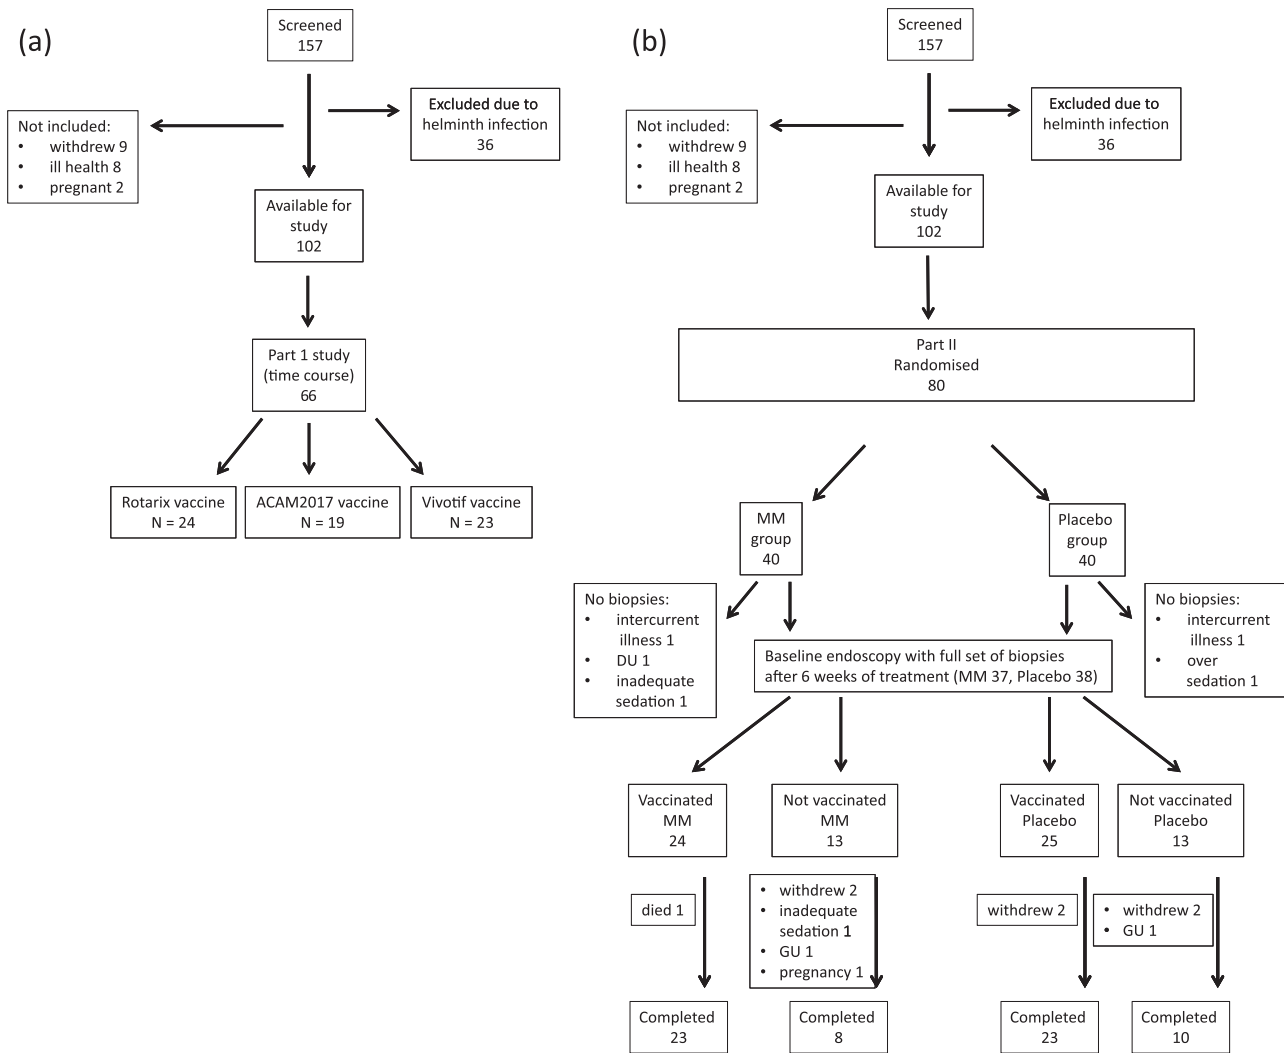 (a)
Screened
157
Excluded due to
helminth infection
36
Not included:
• withdrew 9
• ill health 8
• pregnant 2
Available for
study
102
Part 1 study
(time course)
66
Rotarix vaccine
N = 24
ACAM2017 vaccine
N = 19
Vivotif vaccine
N = 23
(b)
Screened
157
Excluded due to
helminth infection
36
Not included:
• withdrew 9
• ill health 8
• pregnant 2
Available for
study
102
Part II
Randomised
80
MM
group
40
Placebo
group
40
No biopsies:
• intercurrent
illness 1
• DU 1
• inadequate
sedation 1
No biopsies:
• intercurrent
illness 1
• over
sedation 1
Baseline endoscopy with full set of biopsies
after 6 weeks of treatment (MM 37, Placebo 38)
Vaccinated
MM
24
Not vaccinated
MM
13
Vaccinated
Placebo
25
Not vaccinated
Placebo
13
died 1
• withdrew 2
• inadequate
sedation 1
• GU 1
• pregnancy 1
withdrew 2
• withdrew 2
• GU 1
Completed
23
Completed
8
Completed
23
Completed
10